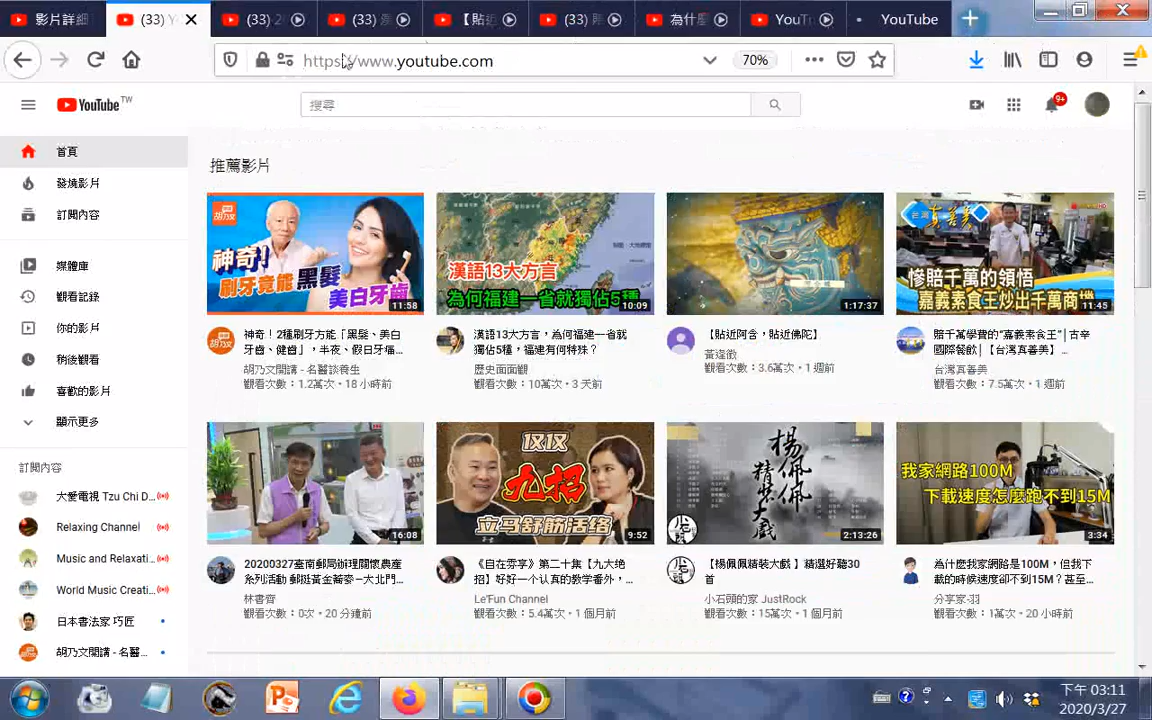 影片詳細
(33) Y
(33) 2
(33) 景
【貼近
(33) 
為什麼
YouTu
YouTube
https://www.youtube.com
70%
YouTube TW
搜尋
9+
首頁
發燒影片
訂閱內容
媒體庫
觀看記錄
你的影片
稍後觀看
喜歡的影片
顯示更多
訂閱內容
大愛電視 Tzu Chi D...
Relaxing Channel
Music and Relaxati...
World Music Creati...
日本書法家 巧匠
胡乃文開講 - 名醫...
推薦影片
胡乃文
神奇!
刷牙竟能 黑髮 美白牙齒
11:58
神奇！2種刷牙方能「黑髮、美白
牙齒、健齒」，半夜、假日牙痛...
胡乃文開講 - 名醫談養生
觀看次數：1.2萬次・18 小時前
漢語13大方言
為何福建一省就獨佔5種
10:09
漢語13大方言，為何福建一省就
獨佔5種，福建有何特殊？
歷史面面觀
觀看次數：10萬次・3 天前
1:17:37
【貼近阿含，貼近佛陀】
黃逢徵
觀看次數：3.6萬次・1 週前
台灣真善美
慘賠千萬的領悟
嘉義素食王炒出千萬商機
11:45
賠千萬學費的"嘉義素食王"│古辛
國際餐飲│【台灣真善美】...
台灣真善美
觀看次數：7.5萬次・1 週前
16:08
20200327臺南郵局辦理關懷農產
系列活動 郵挺黃金蕎麥－大北門...
林書齊
觀看次數：0次・20 分鐘前
仅仅
九招
立马舒筋活络
9:52
《自在雰享》第二十集【九大绝
招】好好一个认真的教学番外，...
Le'Fun Channel
觀看次數：5.4萬次・1 個月前
楊佩佩
精裝大戲
2:13:26
【楊佩佩精裝大戲 】精選好聽30
首
小石頭的家 JustRock
觀看次數：15萬次・1 個月前
我家網路100M
下載速度怎麼跑不到15M？
3:34
為什麼我家網路是100M，但我下
載的時候速度卻不到15M？甚至...
分享家-羽
觀看次數：1萬次・20 小時前
下午 03:11
2020/3/27